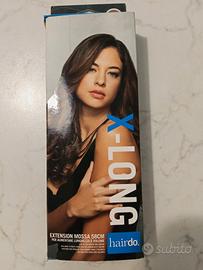 X-LONG
EXTENSION MOSSA 58CM
PER AUMENTARE LUNGHEZZA E VOLUME
hairdo.
subito